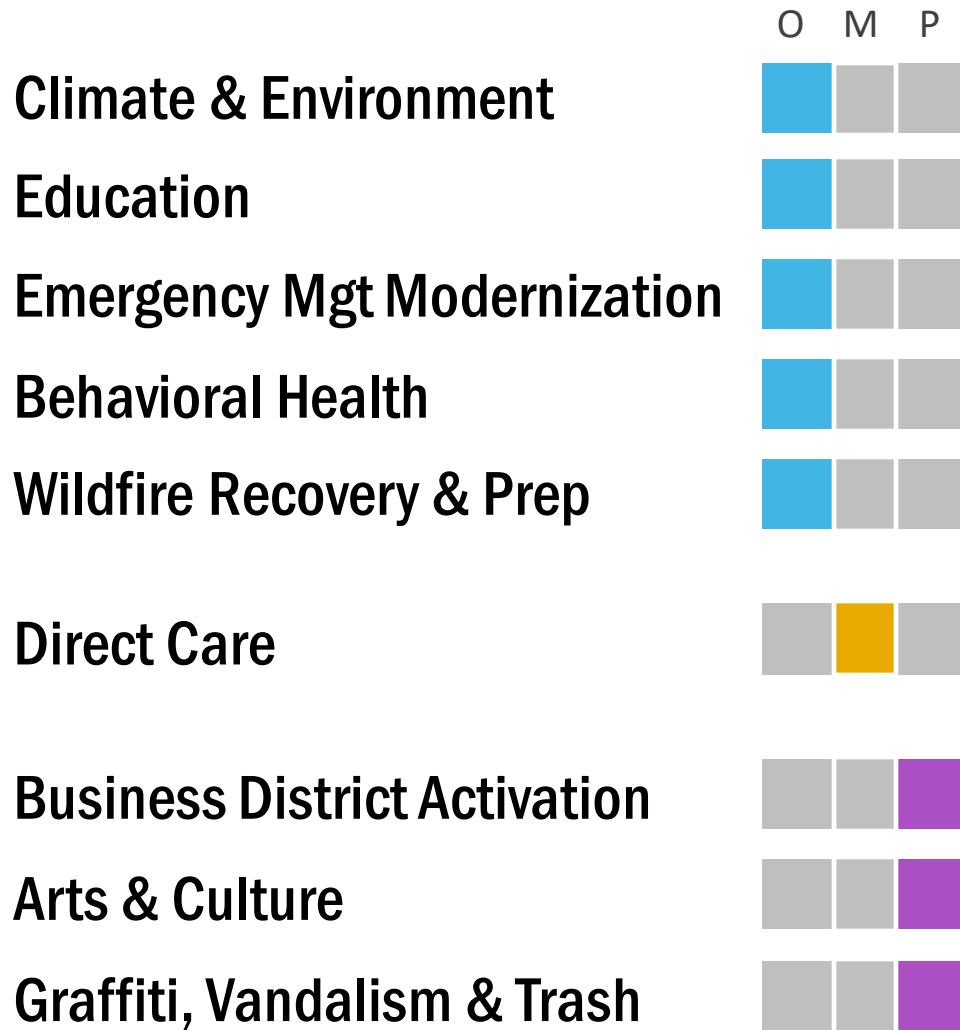 O M P
Climate & Environment
Education
Emergency Mgt Modernization
Behavioral Health
Wildfire Recovery & Prep
Direct Care
Business District Activation
Arts & Culture
Graffiti, Vandalism & Trash